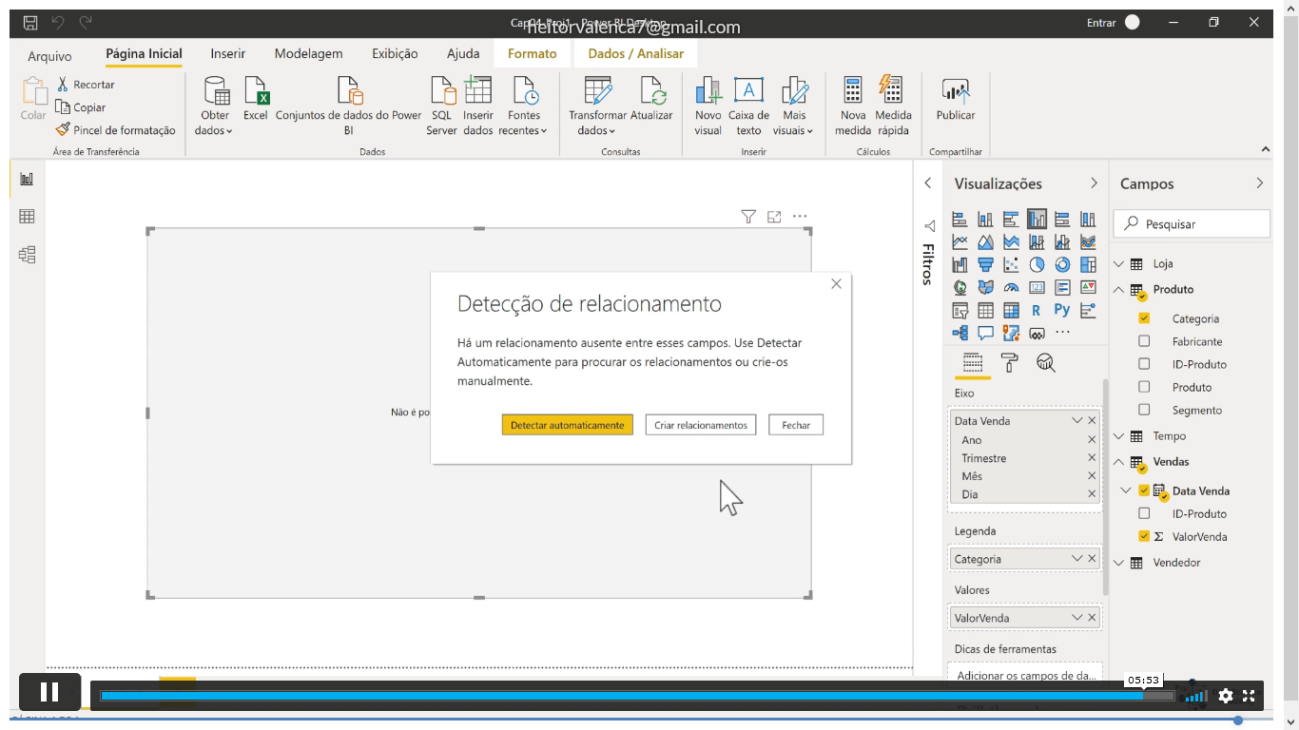 heitorvalenca7@gmail.com
Entrar
Arquivo Página Inicial Inserir Modelagem Exibição Ajuda Formato Dados / Analisar
Colar
Recortar
Copiar
Pincel de formatação
Área de Transferência
Obter dados
Excel
Conjuntos de dados do Power BI
SQL Server
Inserir dados
Fontes recentes
Dados
Transformar dados
Atualizar
Consultas
Novo visual
Caixa de texto
Mais visuais
Inserir
Nova medida
Medida rápida
Cálculos
Publicar
Compartilhar
Não é po
Detecção de relacionamento
Há um relacionamento ausente entre esses campos. Use Detectar
Automaticamente para procurar os relacionamentos ou crie-os
manualmente.
Detectar automaticamente Criar relacionamentos Fechar
Filtros
Visualizações
R Py
Eixo
Data Venda
Ano
Trimestre
Mês
Dia
Legenda
Categoria
Valores
ValorVenda
Dicas de ferramentas
Adicionar os campos de da...
Campos
Pesquisar
Loja
Produto
Categoria
Fabricante
ID-Produto
Produto
Segmento
Tempo
Vendas
Data Venda
ID-Produto
Σ ValorVenda
Vendedor
05:53